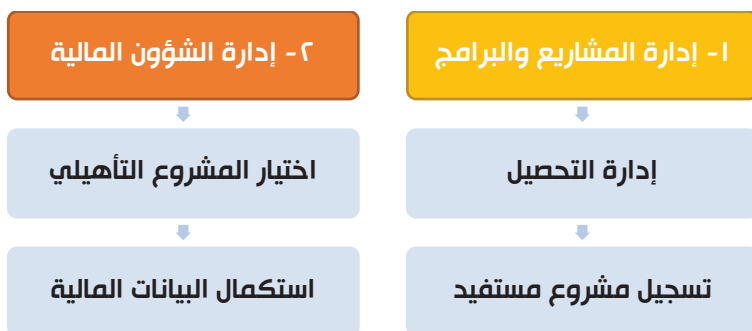 ١- إدارة المشاريع والبرامج
إدارة التحصيل
تسجيل مشروع مستفيد
٢- إدارة الشؤون المالية
اختيار المشروع التأهيلي
استكمال البيانات المالية